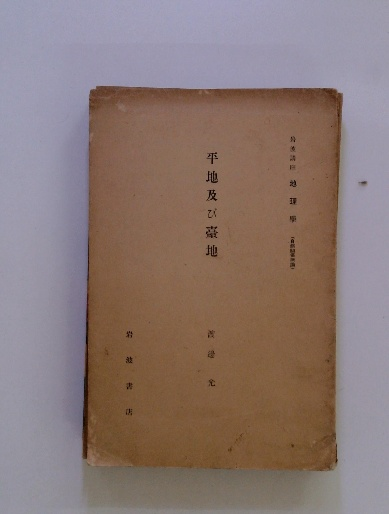 岩波講座 地理學
平地及び臺地
渡邊光
岩波書店